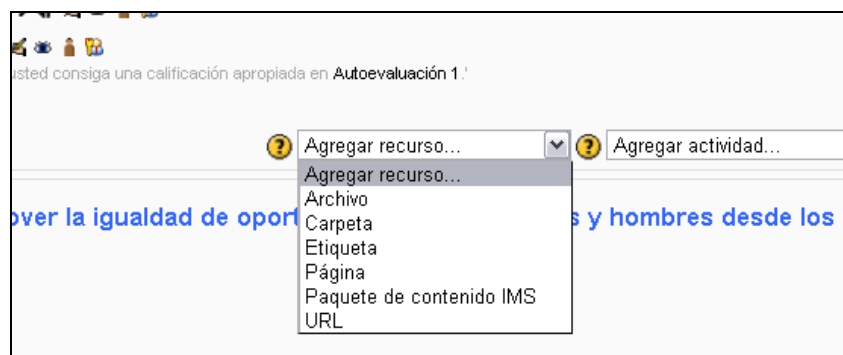 usted consiga una calificación apropiada en Autoevaluación 1.'
Agregar recurso... Agregar actividad...
Agregar recurso...
Archivo
over la igualdad de oport s y hombres desde los
Carpeta
Etiqueta
Página
Paquete de contenido IMS
URL